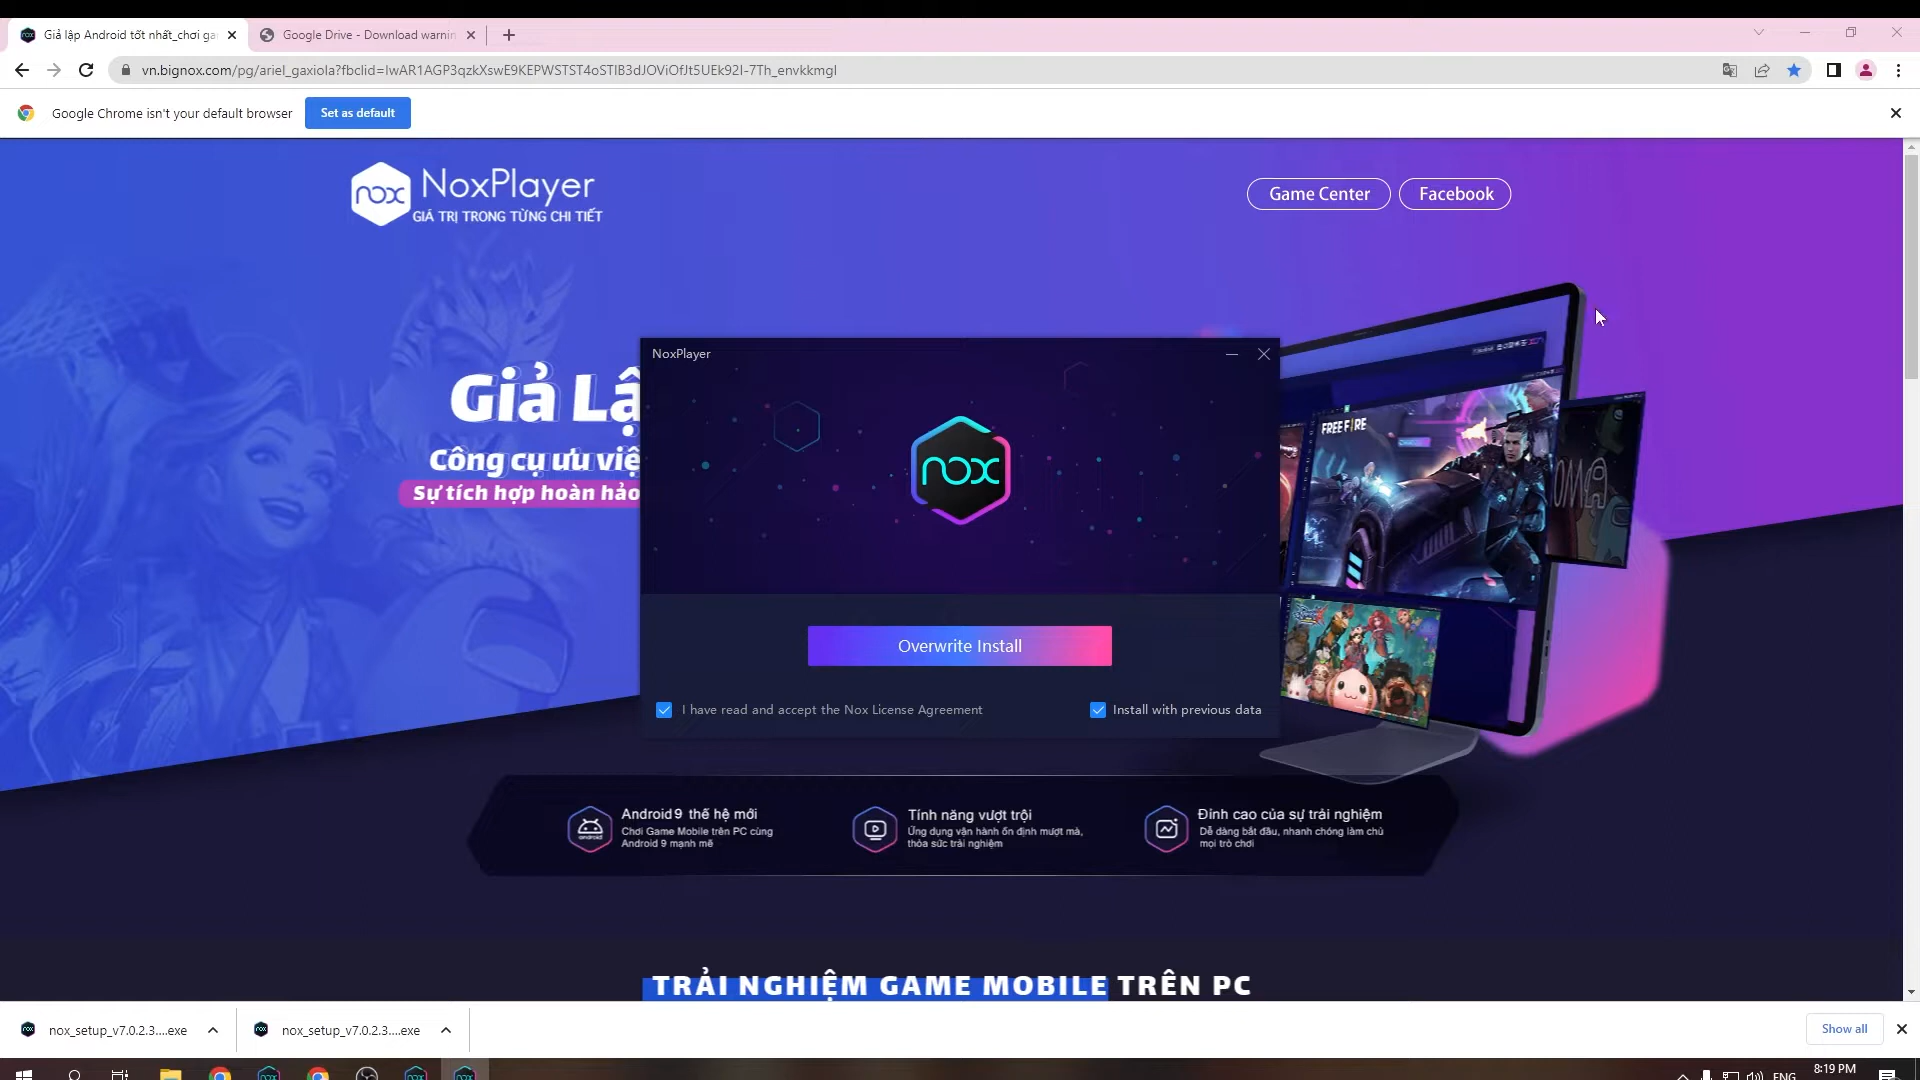 Giả lập Android tốt nhất_chơi ga
Google Drive - Download warnin
vn.bignox.com/pg/ariel_gaxiola?fbclid=IwAR1AGP3qzkXswE9KEPWSTST4oSTlB3dJOViOfJt5UEk92I-7Th_envkkmgI
Google Chrome isn't your default browser
Set as default
nox
NoxPlayer
GIÁ TRỊ TRONG TỪNG CHI TIẾT
Game Center
Facebook
NoxPlayer
Giả Lậ
Công cụ ưu việ
Sự tích hợp hoàn hảo
nox
FREE FIRE
Overwrite Install
I have read and accept the Nox License Agreement
Install with previous data
Android 9 thế hệ mới
Chơi Game Mobile trên PC cùng
Android 9 mạnh mẽ
Tính năng vượt trội
Ứng dụng vận hành ổn định mượt mà,
thỏa sức trải nghiệm
Đỉnh cao của sự trải nghiệm
Dễ dàng bắt đầu, nhanh chóng làm chủ
mọi trò chơi
TRẢI NGHIỆM GAME MOBILE TRÊN PC
nox_setup_v7.0.2.3....exe
nox_setup_v7.0.2.3....exe
Show all
ENG
8:19 PM